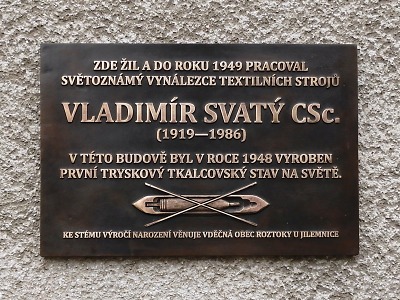 ZDE ŽIL A DO ROKU 1949 PRACOVAL
SVĚTOZNÁMÝ VYNÁLEZCE TEXTILNÍCH STROJŮ
VLADIMÍR SVATÝ CSc.
(1919—1986)
V TÉTO BUDOVĚ BYL V ROCE 1948 VYROBEN
PRVNÍ TRYSKOVÝ TKALCOVSKÝ STAV NA SVĚTĚ.
KE STÉMU VÝROČÍ NAROZENÍ VĚNUJE VDĚČNÁ OBEC ROZTOKY U JILEMNICE